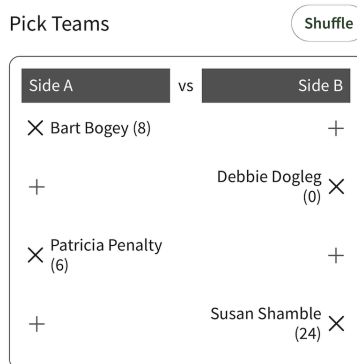 Pick Teams Shuffle
Side A vs Side B
Bart Bogey (8)
Debbie Dogleg
(0)
Patricia Penalty
(6)
Susan Shamble
(24)